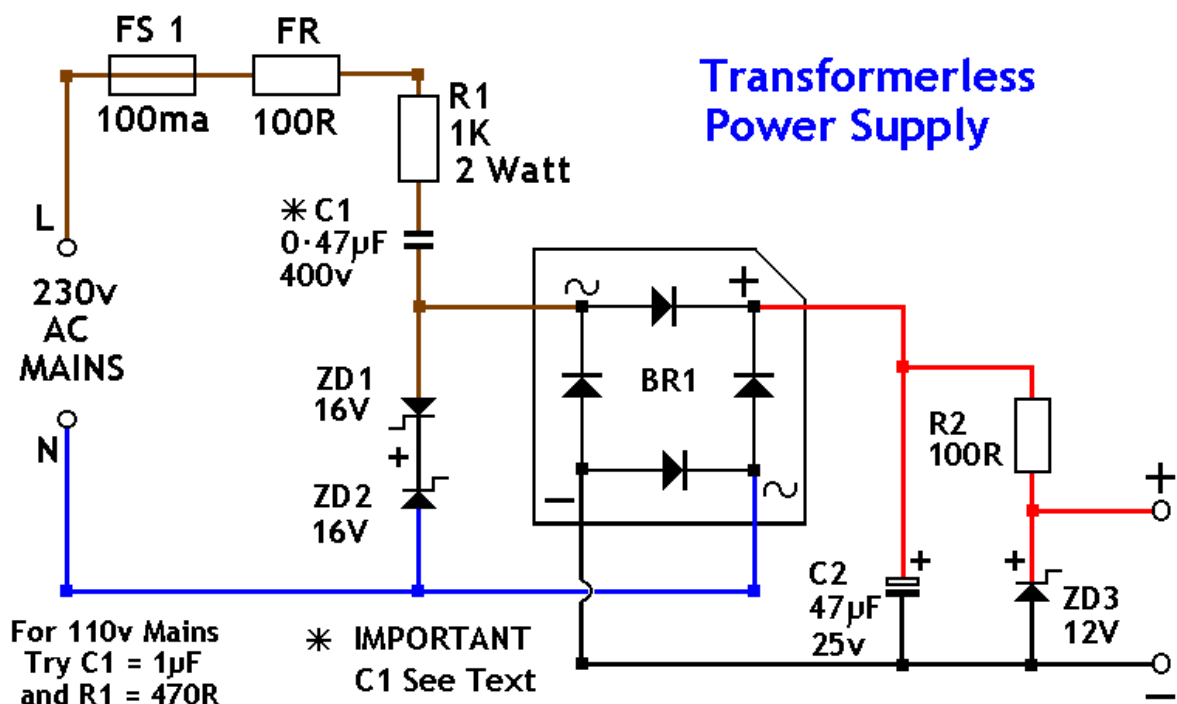 FS 1
100ma
FR
100R
Transformerless
Power Supply
R1
1K
2 Watt
✳ C1
0·47µF
400v
L
230v
AC
MAINS
N
ZD1
16V
+
ZD2
16V
~
+
BR1
−
~
R2
100R
+
C2
47µF
25v
+
+
ZD3
12V
−
For 110v Mains
Try C1 = 1µF
and R1 = 470R
✳ IMPORTANT
C1 See Text